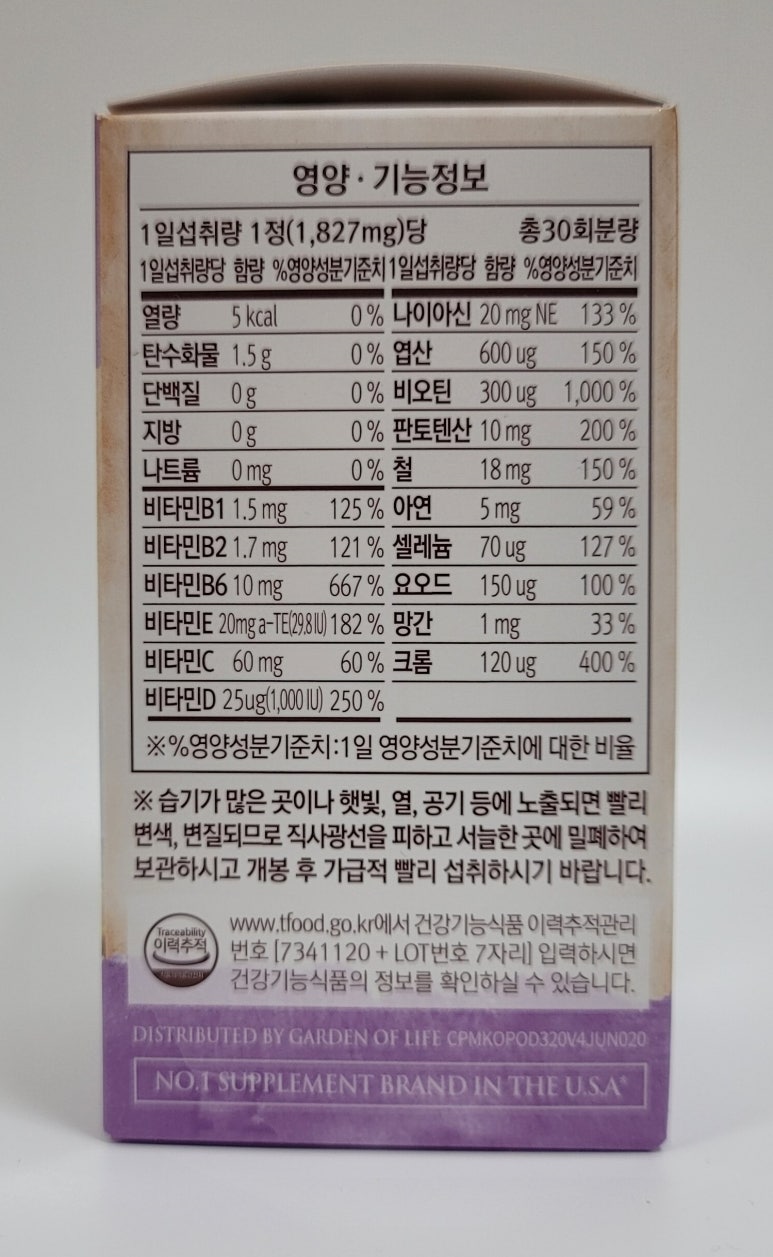 영양·기능정보
1일섭취량 1정(1,827mg)당 총30회분량
1일섭취량당 함량 %영양성분기준치 1일섭취량당 함량 %영양성분기준치
열량 5 kcal 0 % 나이아신 20 mg NE 133 %
탄수화물 1.5 g 0 % 엽산 600 ug 150 %
단백질 0 g 0 % 비오틴 300 ug 1,000 %
지방 0 g 0 % 판토텐산 10 mg 200 %
나트륨 0 mg 0 % 철 18 mg 150 %
비타민B1 1.5 mg 125 % 아연 5 mg 59 %
비타민B2 1.7 mg 121 % 셀레늄 70 ug 127 %
비타민B6 10 mg 667 % 요오드 150 ug 100 %
비타민E 20mg a-TE(29.8 IU) 182 % 망간 1 mg 33 %
비타민C 60 mg 60 % 크롬 120 ug 400 %
비타민D 25ug(1,000 IU) 250 %
※%영양성분기준치:1일 영양성분기준치에 대한 비율
※ 습기가 많은 곳이나 햇빛, 열, 공기 등에 노출되면 빨리
변색, 변질되므로 직사광선을 피하고 서늘한 곳에 밀폐하여
보관하시고 개봉 후 가급적 빨리 섭취하시기 바랍니다.
Traceability
이력추적
www.tfood.go.kr에서 건강기능식품 이력추적관리
번호 [7341120 + LOT번호 7자리] 입력하시면
건강기능식품의 정보를 확인하실 수 있습니다.
DISTRIBUTED BY GARDEN OF LIFE CPMKOPOD320V4JUN020
NO.1 SUPPLEMENT BRAND IN THE U.S.A*